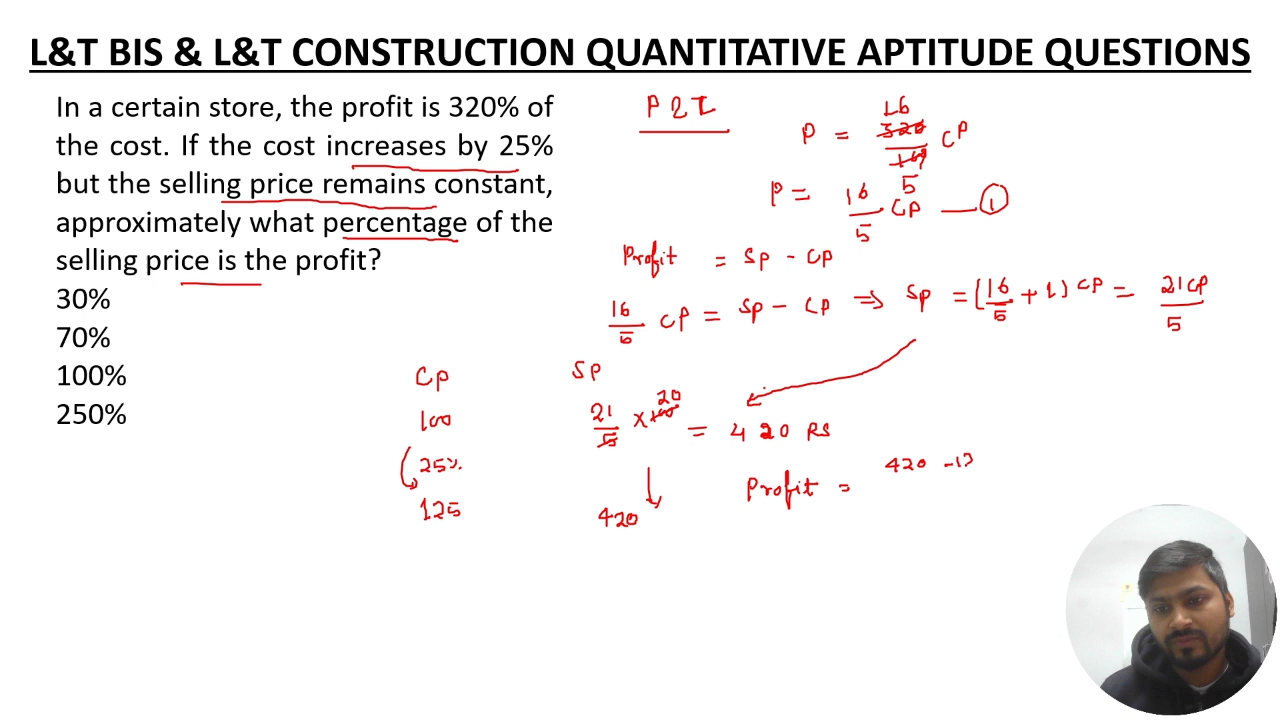 L&T BIS & L&T CONSTRUCTION QUANTITATIVE APTITUDE QUESTIONS
In a certain store, the profit is 320% of
the cost. If the cost increases by 25%
but the selling price remains constant,
approximately what percentage of the
selling price is the profit?
30%
70%
100%
250%
P = 16/5 CP — ①
Profit = SP - CP
16/5 CP = SP - CP ⇒ SP = (16/5 + 1) CP = 21CP/5
CP SP
100 21/5 × 100 20 = 420 RS
25%
125 420
Profit = 420 -